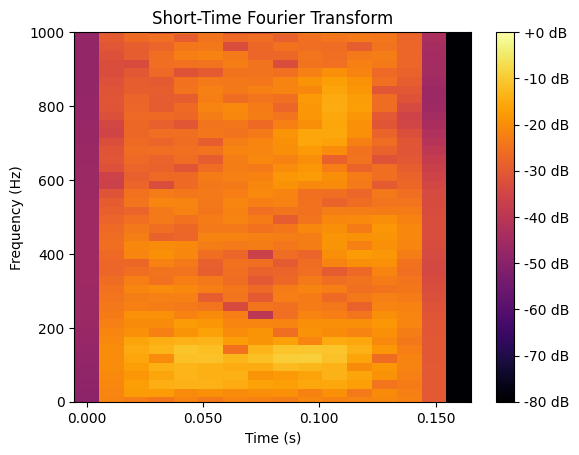 Short-Time Fourier Transform
Frequency (Hz)
1000
800
600
400
200
0
0.000
0.050
0.100
0.150
Time (s)
+0 dB
-10 dB
-20 dB
-30 dB
-40 dB
-50 dB
-60 dB
-70 dB
-80 dB